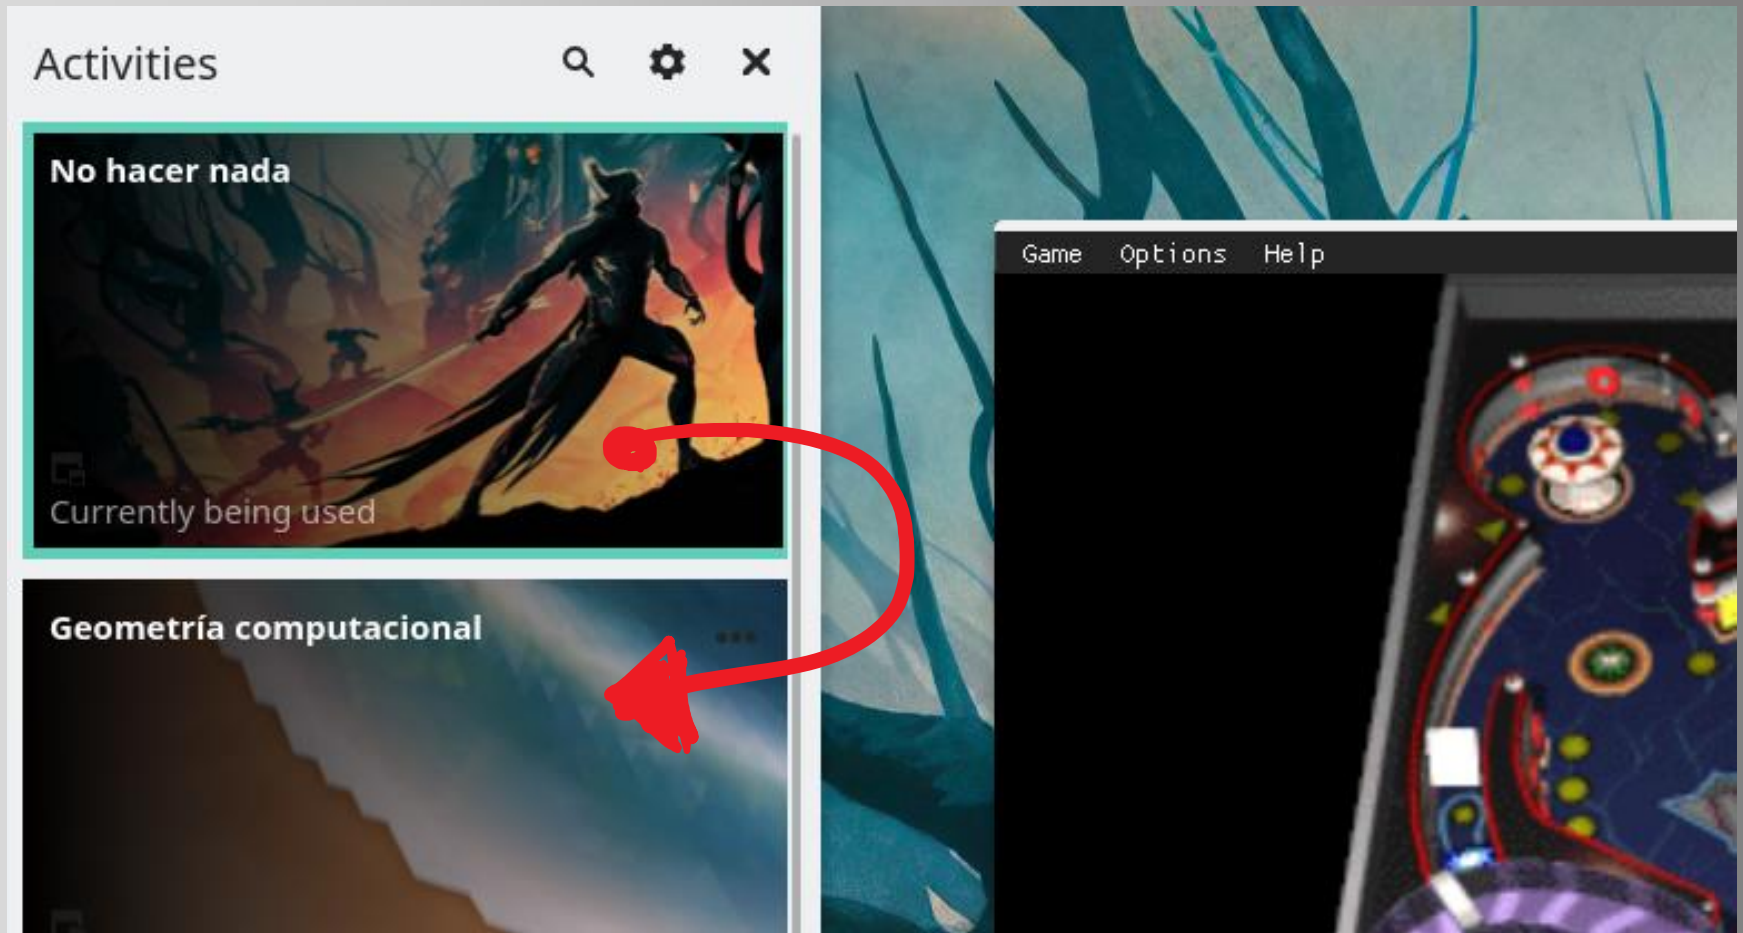 Activities
No hacer nada
Currently being used
Geometría computacional
Game Options Help